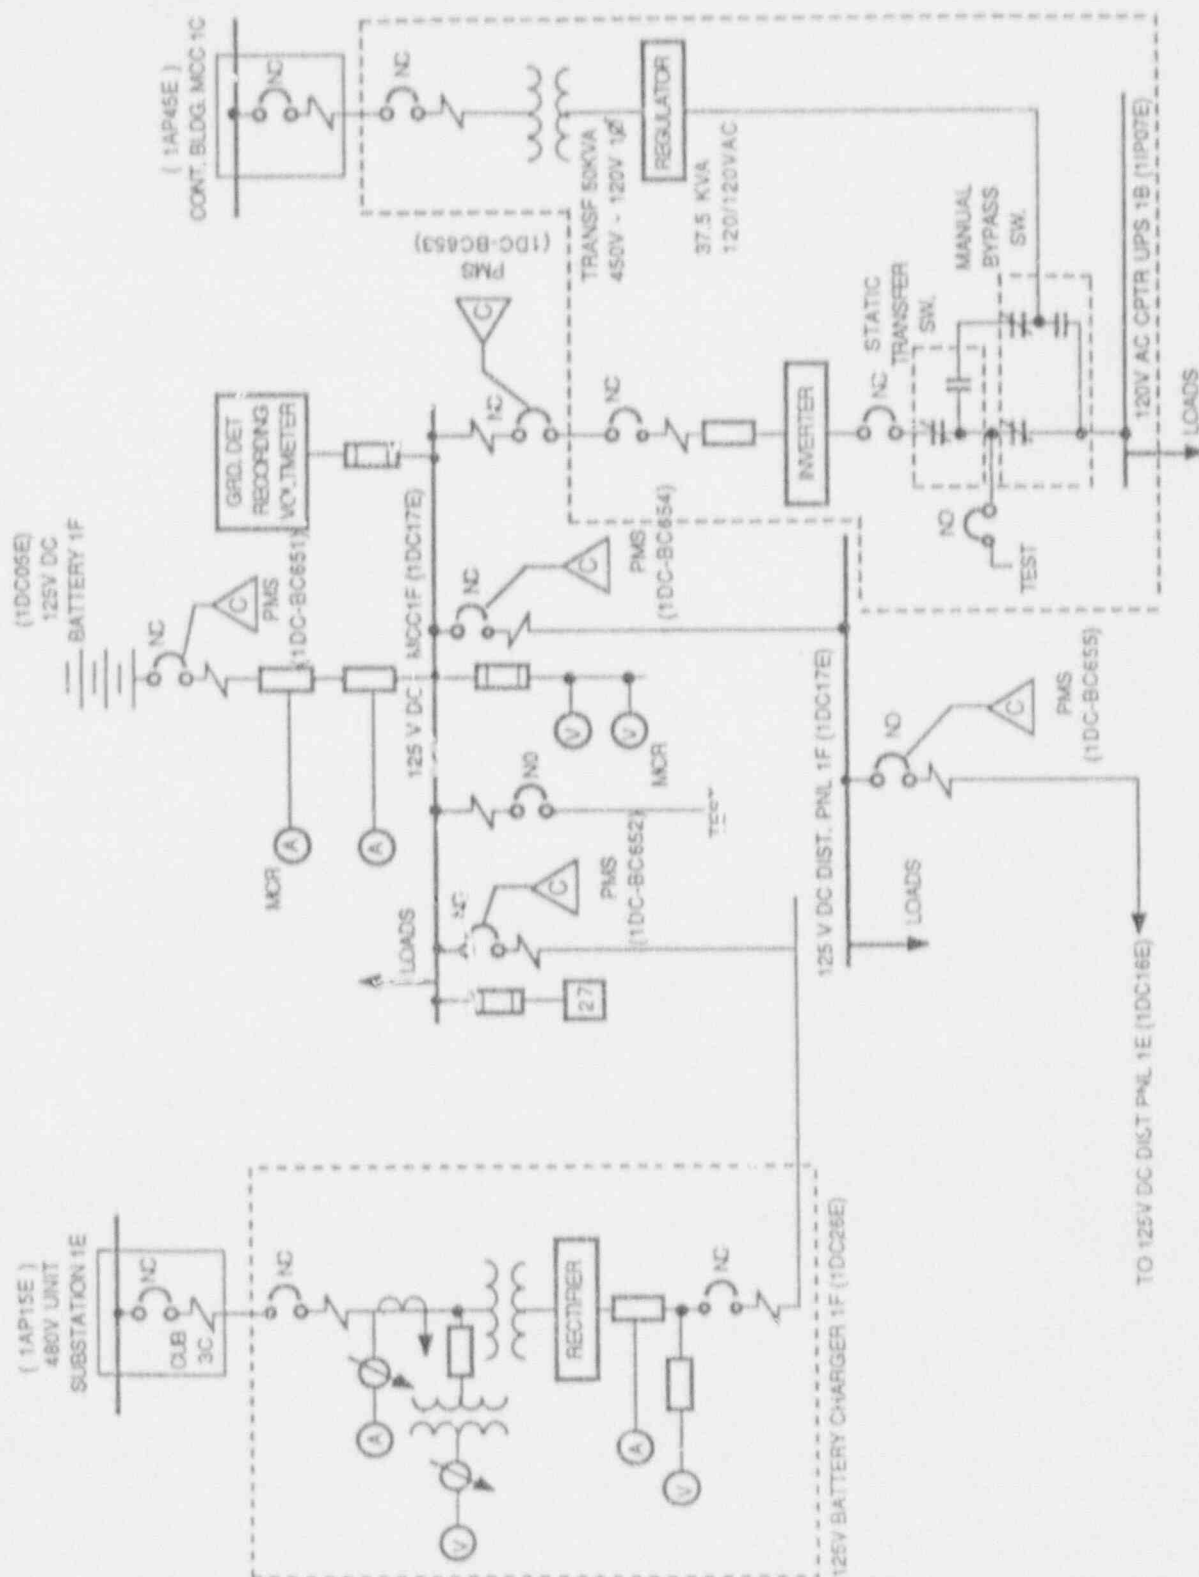 ( 1AP15E )
480V UNIT
SUBSTATION 1E
NC
CUB
3C
NC
A
V
RECTIFIER
A
V
NC
125V BATTERY CHARGER 1F (1DC26E)
(1DC05E)
125V DC
BATTERY 1F
NC
C
PMS
(1DC-BC651)
MCR
A
A
GRD. DET
RECORDING
VOLTMETER
125 V DC MCC1F (1DC17E)
LOADS
27
NC
C
PMS
(1DC-BC652)
NO
TEST
V
V
MCR
NC
C
PMS
(1DC-BC654)
NC
C
PMS
(1DC-BC653)
125 V DC DIST. PNL 1F (1DC17E)
LOADS
NO
C
PMS
(1DC-BC655)
TO 125V DC DIST PNL 1E (1DC16E)
( 1AP45E )
CONT. BLDG. MCC 1C
NC
NC
TRANSF 50KVA
450V - 120V 1Ø
REGULATOR
37.5 KVA
120/120VAC
NC
INVERTER
NC
STATIC
TRANSFER
SW.
MANUAL
BYPASS
SW.
NO
TEST
120V AC CPTR UPS 1B (1IP07E)
LOADS